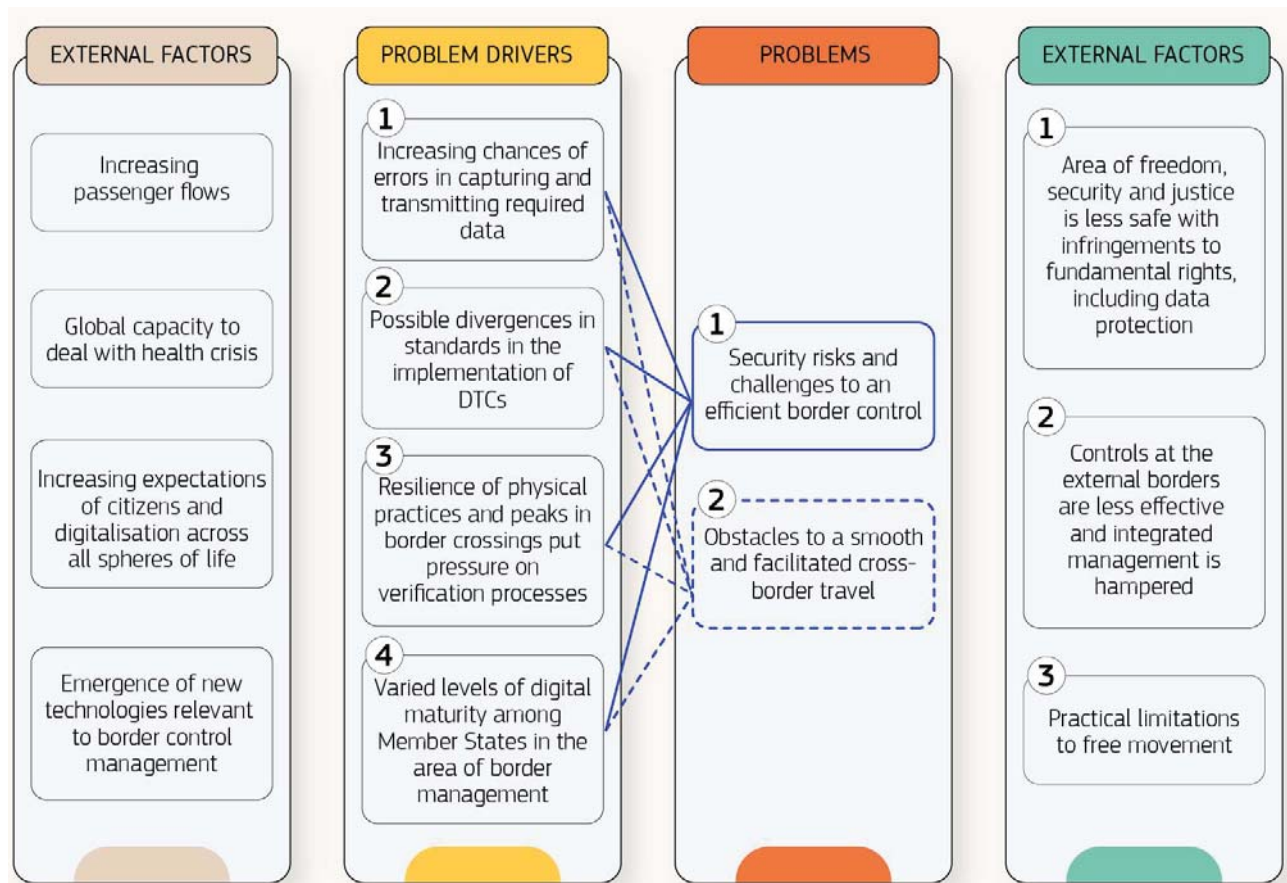 EXTERNAL FACTORS
Increasing
passenger flows
Global capacity to
deal with health crisis
Increasing expectations
of citizens and
digitalisation across
all spheres of life
Emergence of new
technologies relevant
to border control
management
PROBLEM DRIVERS
1
Increasing chances of
errors in capturing and
transmitting required
data
2
Possible divergences in
standards in the
implementation of
DTCs
3
Resilience of physical
practices and peaks in
border crossings put
pressure on
verification processes
4
Varied levels of digital
maturity among
Member States in the
area of border
management
PROBLEMS
1
Security risks and
challenges to an
efficient border control
2
Obstacles to a smooth
and facilitated cross-
border travel
EXTERNAL FACTORS
1
Area of freedom,
security and justice
is less safe with
infringements to
fundamental rights,
including data
protection
2
Controls at the
external borders
are less effective
and integrated
management is
hampered
3
Practical limitations
to free movement